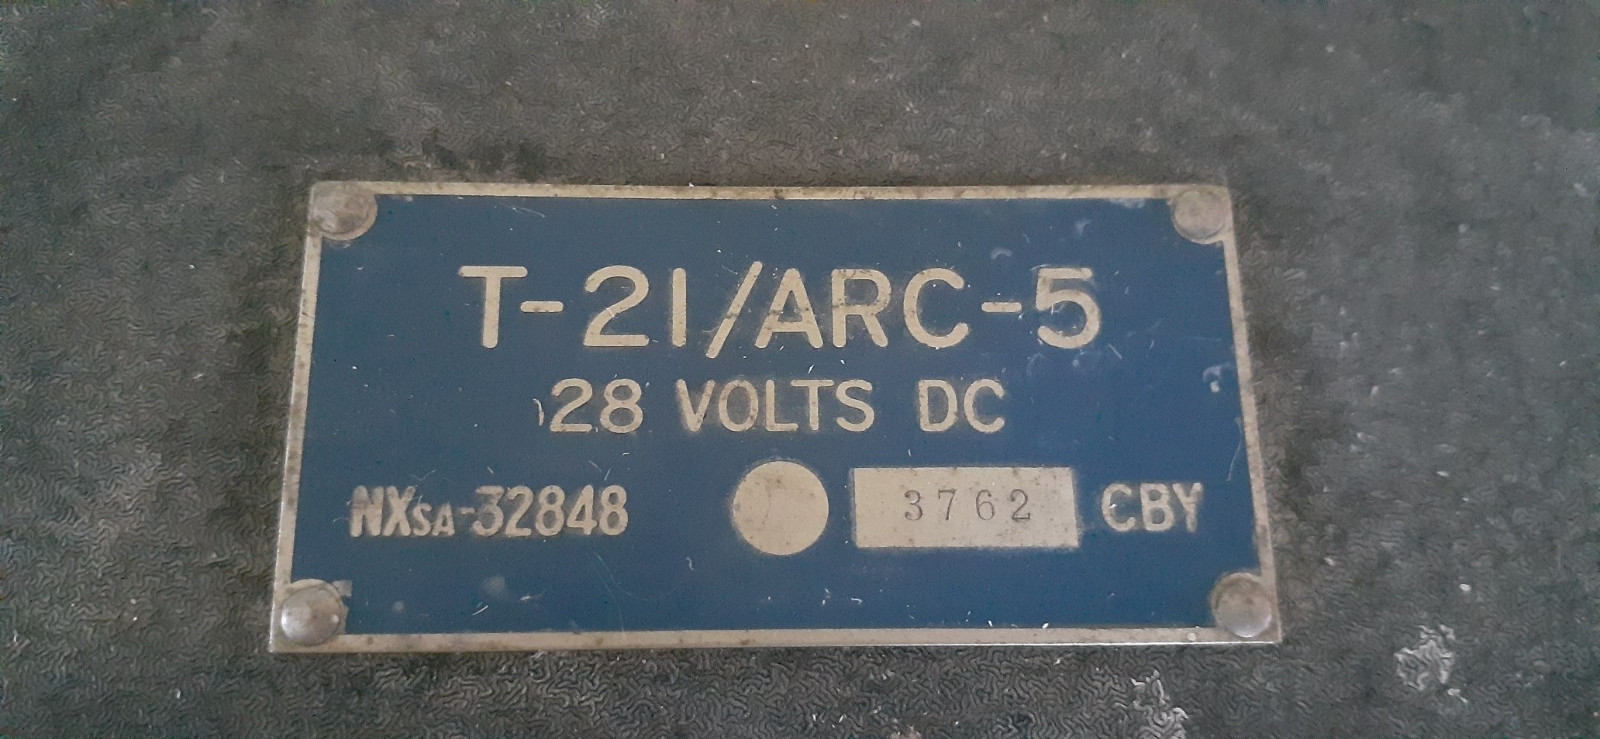 T-21/ARC-5
28 VOLTS DC
NXSA-32848 3762 CBY